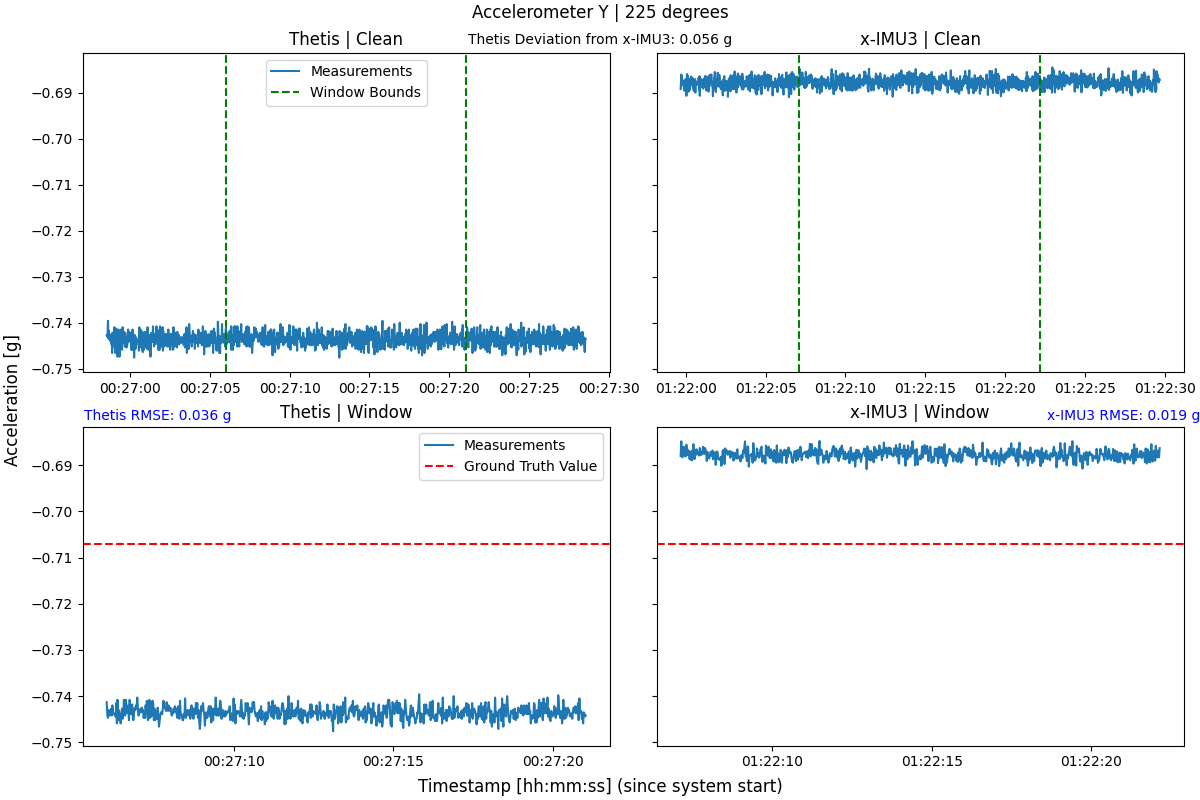 Accelerometer Y | 225 degrees
Thetis | Clean
Thetis Deviation from x-IMU3: 0.056 g
x-IMU3 | Clean
Measurements
Window Bounds
−0.69
−0.70
−0.71
−0.72
−0.73
−0.74
−0.75
00:27:00 00:27:05 00:27:10 00:27:15 00:27:20 00:27:25 00:27:30
01:22:00 01:22:05 01:22:10 01:22:15 01:22:20 01:22:25 01:22:30
Acceleration [g]
Thetis RMSE: 0.036 g
Thetis | Window
x-IMU3 | Window
x-IMU3 RMSE: 0.019 g
Measurements
Ground Truth Value
−0.69
−0.70
−0.71
−0.72
−0.73
−0.74
−0.75
00:27:10 00:27:15 00:27:20
01:22:10 01:22:15 01:22:20
Timestamp [hh:mm:ss] (since system start)